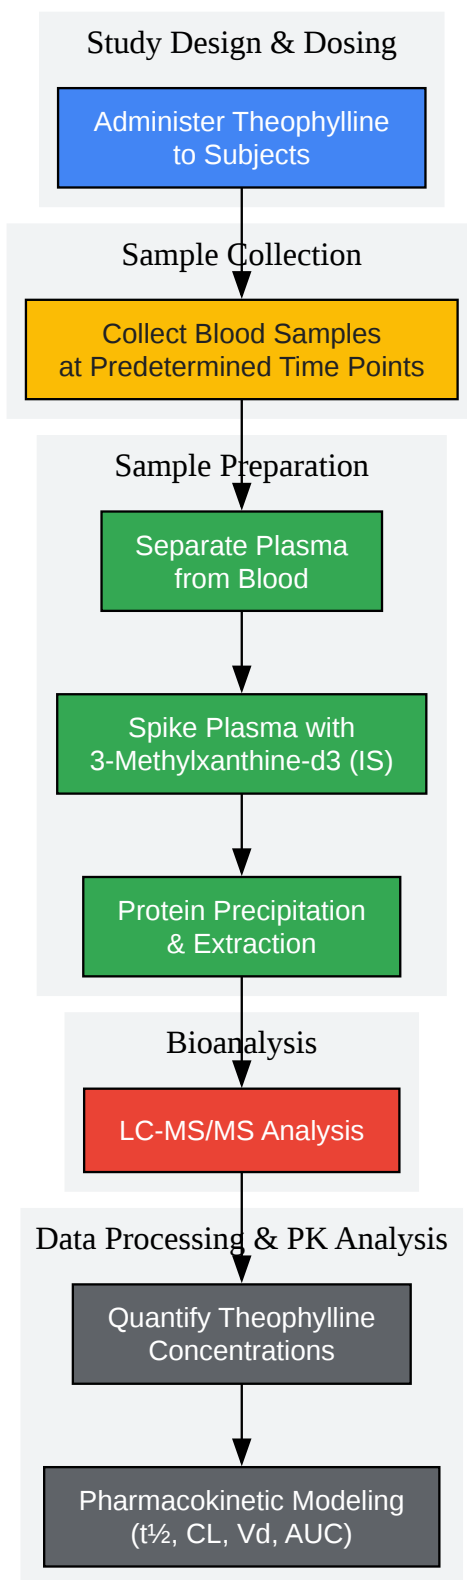 Study Design & Dosing
Administer Theophylline
to Subjects
Sample Collection
Collect Blood Samples
at Predetermined Time Points
Sample Preparation
Separate Plasma
from Blood
Spike Plasma with
3-Methylxanthine-d3 (IS)
Protein Precipitation
& Extraction
Bioanalysis
LC-MS/MS Analysis
Data Processing & PK Analysis
Quantify Theophylline
Concentrations
Pharmacokinetic Modeling
(t½, CL, Vd, AUC)